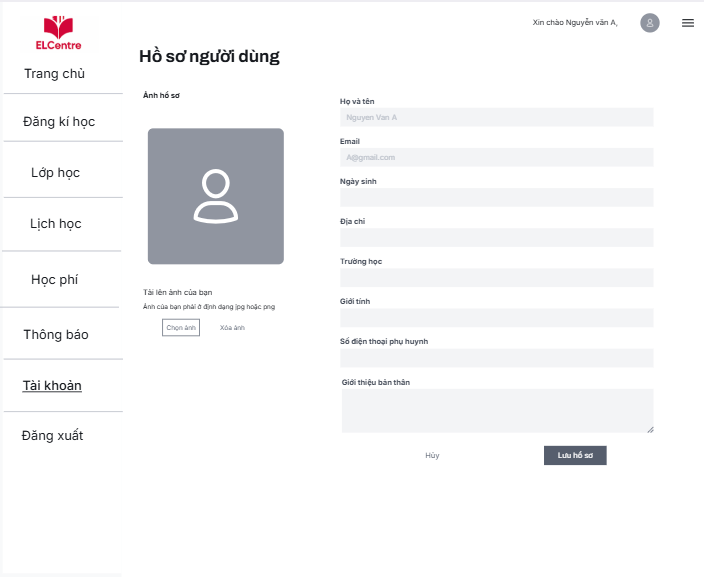 ELCentre
Trang chủ
Đăng kí học
Lớp học
Lịch học
Học phí
Thông báo
Tài khoản
Đăng xuất
Xin chào Nguyễn văn A,
Hồ sơ người dùng
Ảnh hồ sơ
Tải lên ảnh của bạn
Ảnh của bạn phải ở định dạng jpg hoặc png
Chọn ảnh
Xóa ảnh
Họ và tên
Nguyen Van A
Email
A@gmail.com
Ngày sinh
Địa chỉ
Trường học
Giới tính
Số điện thoại phụ huynh
Giới thiệu bản thân
Hủy
Lưu hồ sơ